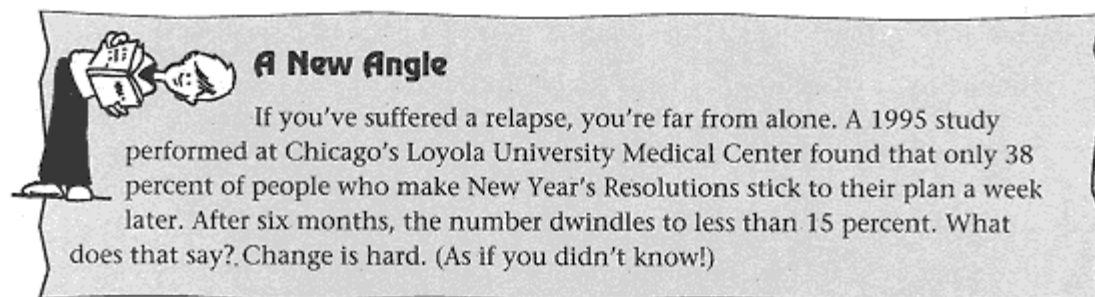 A New Angle
If you've suffered a relapse, you're far from alone. A 1995 study
performed at Chicago's Loyola University Medical Center found that only 38
percent of people who make New Year's Resolutions stick to their plan a week
later. After six months, the number dwindles to less than 15 percent. What
does that say? Change is hard. (As if you didn't know!)